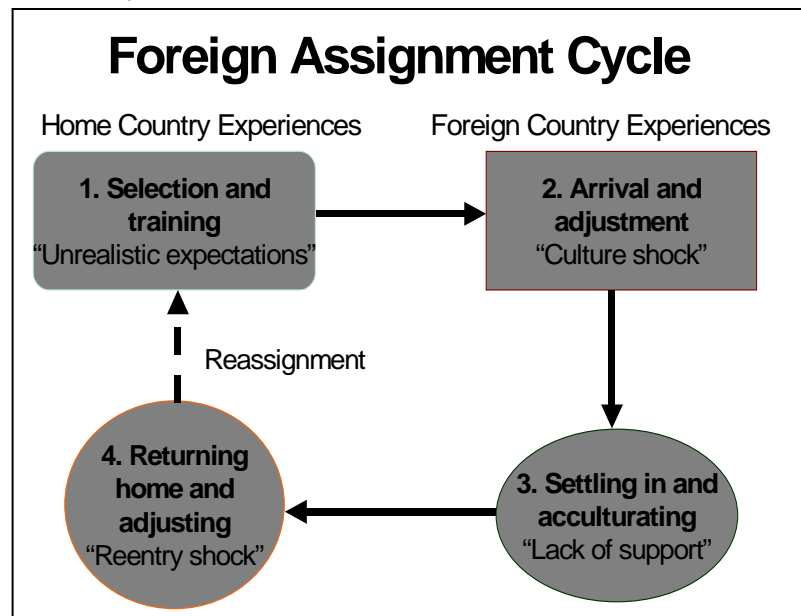 Foreign Assignment Cycle
Home Country Experiences
Foreign Country Experiences
1. Selection and
training
“Unrealistic expectations”
2. Arrival and
adjustment
“Culture shock”
Reassignment
4. Returning
home and
adjusting
“Reentry shock”
3. Settling in and
acculturating
“Lack of support”